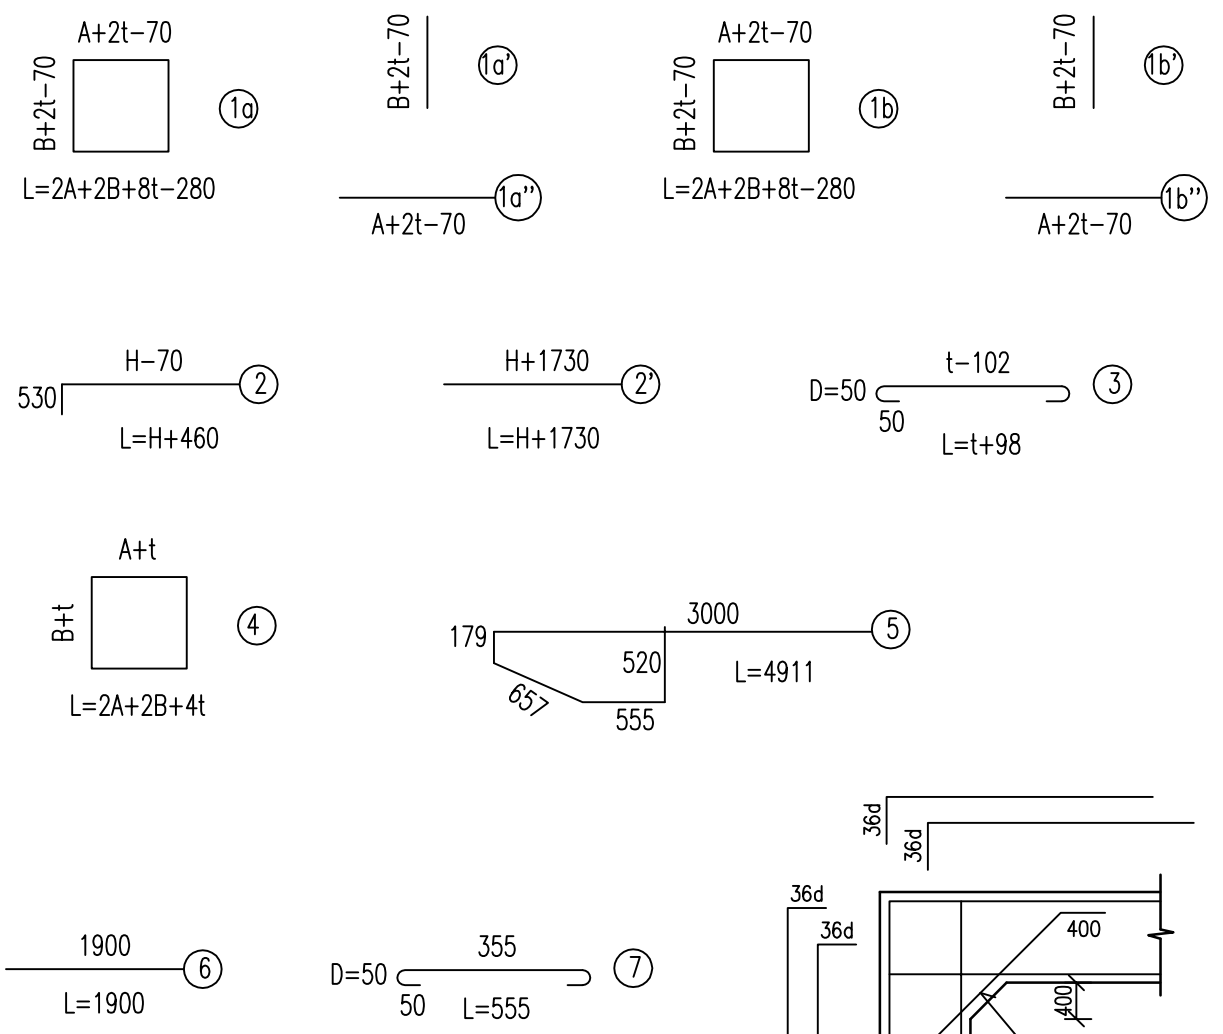 A+2t−70
B+2t−70
1a
L=2A+2B+8t−280
B+2t−70
1a'
1a''
A+2t−70
A+2t−70
B+2t−70
1b
L=2A+2B+8t−280
B+2t−70
1b'
1b''
A+2t−70
H−70
530
2
L=H+460
H+1730
2'
L=H+1730
t−102
D=50
50
3
L=t+98
A+t
B+t
4
L=2A+2B+4t
3000
179
520
5
L=4911
657
555
1900
6
L=1900
355
D=50
50
7
L=555
36d
36d
36d
36d
400
400